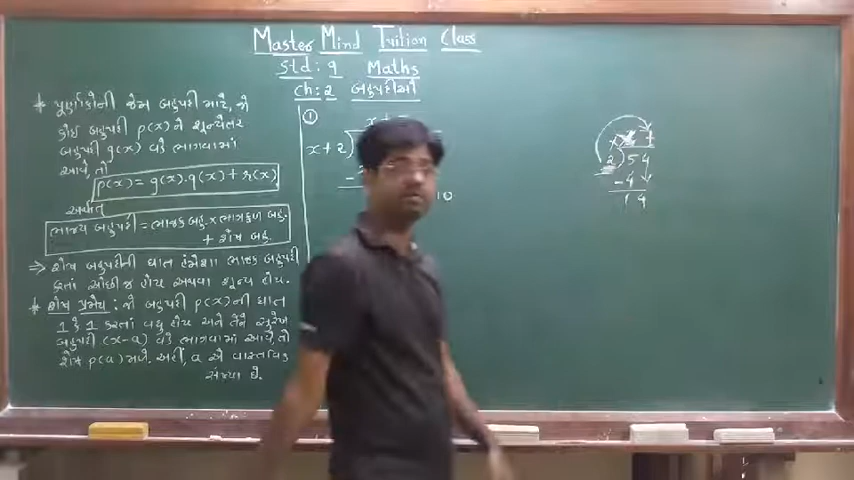 Master Mind Tuition Class
Std: 9 Maths
Ch: 2 બહુપદીઓ
* પૂર્ણાંકોની જેમ બહુપદી માટે, જો
કોઇ બહુપદી p(x) ને શૂન્યેતર
બહુપદી g(x) વડે ભાગવામાં
આવે, તો
p(x) = g(x).q(x) + r(x)
અર્થાત્
ભાજ્ય બહુપદી = ભાજક બહુ. × ભાગફળ બહુ.
+ શેષ બહુ.
⇒ શેષ બહુપદીની ઘાત હંમેશા ભાજક બહુપદી
કરતાં ઓછી જ હોય અથવા શૂન્ય હોય.
* શેષ પ્રમેય: જો બહુપદી p(x) ની ઘાત
1 કે 1 કરતાં વધુ હોય અને તેને સુરેખ
બહુપદી (x-a) વડે ભાગવામાં આવે, તો
શેષ p(a) મળે. અહીં, a એ વાસ્તવિક
સંખ્યા છે.
①
x+2
10
2)54
-4
14